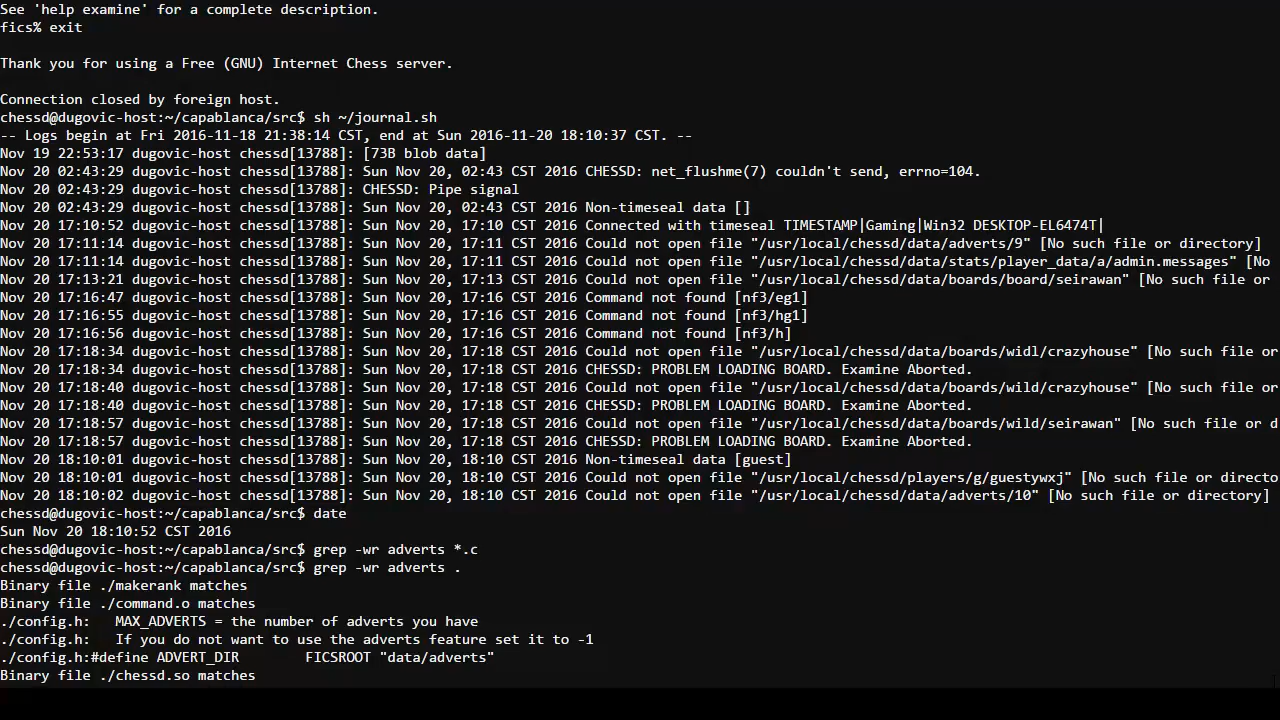 See 'help examine' for a complete description.
fics% exit
Thank you for using a Free (GNU) Internet Chess server.
Connection closed by foreign host.
chessd@dugovic-host:~/capablanca/src$ sh ~/journal.sh
-- Logs begin at Fri 2016-11-18 21:38:14 CST, end at Sun 2016-11-20 18:10:37 CST. --
Nov 19 22:53:17 dugovic-host chessd[13788]: [73B blob data]
Nov 20 02:43:29 dugovic-host chessd[13788]: Sun Nov 20, 02:43 CST 2016 CHESSD: net_flushme(7) couldn't send, errno=104.
Nov 20 02:43:29 dugovic-host chessd[13788]: CHESSD: Pipe signal
Nov 20 02:43:29 dugovic-host chessd[13788]: Sun Nov 20, 02:43 CST 2016 Non-timeseal data []
Nov 20 17:10:52 dugovic-host chessd[13788]: Sun Nov 20, 17:10 CST 2016 Connected with timeseal TIMESTAMP|Gaming|Win32 DESKTOP-EL6474T|
Nov 20 17:11:14 dugovic-host chessd[13788]: Sun Nov 20, 17:11 CST 2016 Could not open file "/usr/local/chessd/data/adverts/9" [No such file or directory]
Nov 20 17:11:14 dugovic-host chessd[13788]: Sun Nov 20, 17:11 CST 2016 Could not open file "/usr/local/chessd/data/stats/player_data/a/admin.messages" [No
Nov 20 17:13:21 dugovic-host chessd[13788]: Sun Nov 20, 17:13 CST 2016 Could not open file "/usr/local/chessd/data/boards/board/seirawan" [No such file or
Nov 20 17:16:47 dugovic-host chessd[13788]: Sun Nov 20, 17:16 CST 2016 Command not found [nf3/eg1]
Nov 20 17:16:55 dugovic-host chessd[13788]: Sun Nov 20, 17:16 CST 2016 Command not found [nf3/hg1]
Nov 20 17:16:56 dugovic-host chessd[13788]: Sun Nov 20, 17:16 CST 2016 Command not found [nf3/h]
Nov 20 17:18:34 dugovic-host chessd[13788]: Sun Nov 20, 17:18 CST 2016 Could not open file "/usr/local/chessd/data/boards/widl/crazyhouse" [No such file or
Nov 20 17:18:34 dugovic-host chessd[13788]: Sun Nov 20, 17:18 CST 2016 CHESSD: PROBLEM LOADING BOARD. Examine Aborted.
Nov 20 17:18:40 dugovic-host chessd[13788]: Sun Nov 20, 17:18 CST 2016 Could not open file "/usr/local/chessd/data/boards/wild/crazyhouse" [No such file or
Nov 20 17:18:40 dugovic-host chessd[13788]: Sun Nov 20, 17:18 CST 2016 CHESSD: PROBLEM LOADING BOARD. Examine Aborted.
Nov 20 17:18:57 dugovic-host chessd[13788]: Sun Nov 20, 17:18 CST 2016 Could not open file "/usr/local/chessd/data/boards/wild/seirawan" [No such file or d
Nov 20 17:18:57 dugovic-host chessd[13788]: Sun Nov 20, 17:18 CST 2016 CHESSD: PROBLEM LOADING BOARD. Examine Aborted.
Nov 20 18:10:01 dugovic-host chessd[13788]: Sun Nov 20, 18:10 CST 2016 Non-timeseal data [guest]
Nov 20 18:10:01 dugovic-host chessd[13788]: Sun Nov 20, 18:10 CST 2016 Could not open file "/usr/local/chessd/players/g/guestywxj" [No such file or directo
Nov 20 18:10:02 dugovic-host chessd[13788]: Sun Nov 20, 18:10 CST 2016 Could not open file "/usr/local/chessd/data/adverts/10" [No such file or directory]
chessd@dugovic-host:~/capablanca/src$ date
Sun Nov 20 18:10:52 CST 2016
chessd@dugovic-host:~/capablanca/src$ grep -wr adverts *.c
chessd@dugovic-host:~/capablanca/src$ grep -wr adverts .
Binary file ./makerank matches
Binary file ./command.o matches
./config.h:   MAX_ADVERTS = the number of adverts you have
./config.h:   If you do not want to use the adverts feature set it to -1
./config.h:#define ADVERT_DIR        FICSROOT "data/adverts"
Binary file ./chessd.so matches